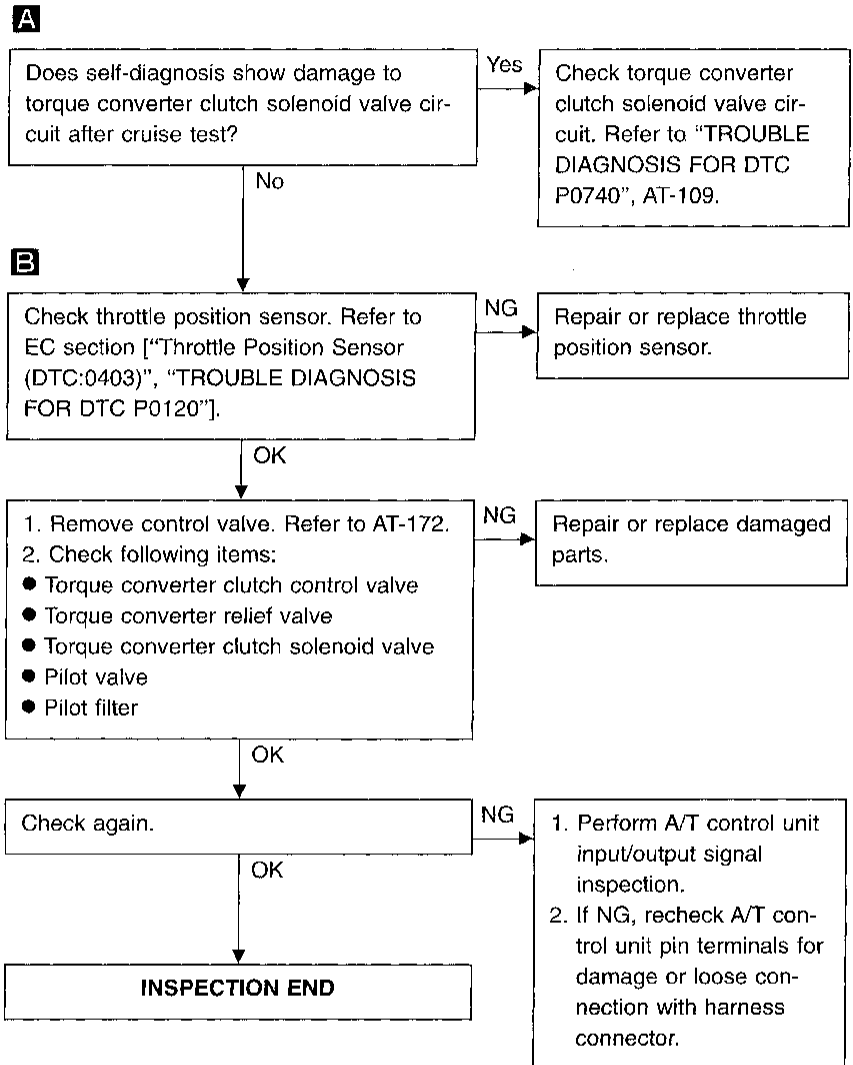 A
Does self-diagnosis show damage to
torque converter clutch solenoid valve cir-
cuit after cruise test?
Yes
Check torque converter
clutch solenoid valve cir-
cuit. Refer to “TROUBLE
DIAGNOSIS FOR DTC
P0740”, AT-109.
No
B
Check throttle position sensor. Refer to
EC section [“Throttle Position Sensor
(DTC:0403)”, “TROUBLE DIAGNOSIS
FOR DTC P0120”].
NG
Repair or replace throttle
position sensor.
OK
1. Remove control valve. Refer to AT-172.
2. Check following items:
● Torque converter clutch control valve
● Torque converter relief valve
● Torque converter clutch solenoid valve
● Pilot valve
● Pilot filter
NG
Repair or replace damaged
parts.
OK
Check again.
NG
1. Perform A/T control unit
input/output signal
inspection.
2. If NG, recheck A/T con-
trol unit pin terminals for
damage or loose con-
nection with harness
connector.
OK
INSPECTION END